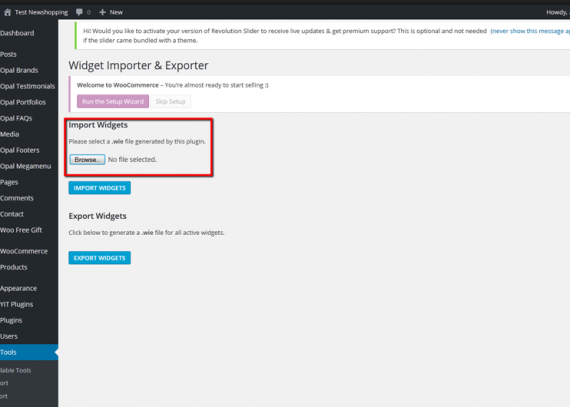 Test Newshopping 0 + New Howdy,
Hi! Would you like to activate your version of Revolution Slider to receive live updates & get premium support? This is optional and not needed (never show this message
if the slider came bundled with a theme.
Dashboard
Posts
Opal Brands
Opal Testimonials
Opal Portfolios
Opal FAQs
Media
Opal Footers
Opal Megamenu
Pages
Comments
Contact
Woo Free Gift
WooCommerce
Products
Appearance
YIT Plugins
Plugins
Users
Tools
lable Tools
ort
ort
Widget Importer & Exporter
Welcome to WooCommerce – You're almost ready to start selling :)
Run the Setup Wizard Skip Setup
Import Widgets
Please select a .wie file generated by this plugin.
Browse... No file selected.
IMPORT WIDGETS
Export Widgets
Click below to generate a .wie file for all active widgets.
EXPORT WIDGETS